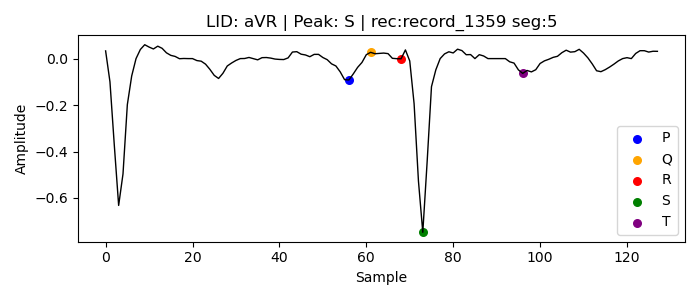 LID: aVR | Peak: S | rec:record_1359 seg:5
Amplitude
0.0
−0.2
−0.4
−0.6
P
Q
R
S
T
0 20 40 60 80 100 120
Sample